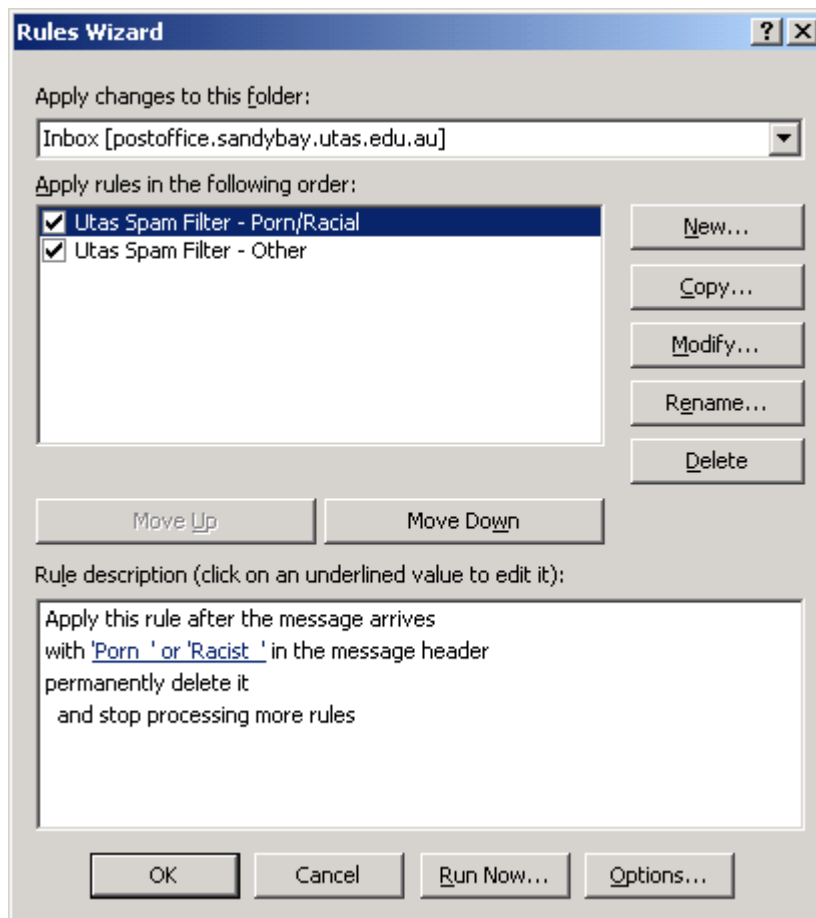 Rules Wizard
Apply changes to this folder:
Inbox [postoffice.sandybay.utas.edu.au]
Apply rules in the following order:
Utas Spam Filter - Porn/Racial
Utas Spam Filter - Other
New...
Copy...
Modify...
Rename...
Delete
Move Up
Move Down
Rule description (click on an underlined value to edit it):
Apply this rule after the message arrives
with 'Porn_' or 'Racist_' in the message header
permanently delete it
and stop processing more rules
OK
Cancel
Run Now...
Options...